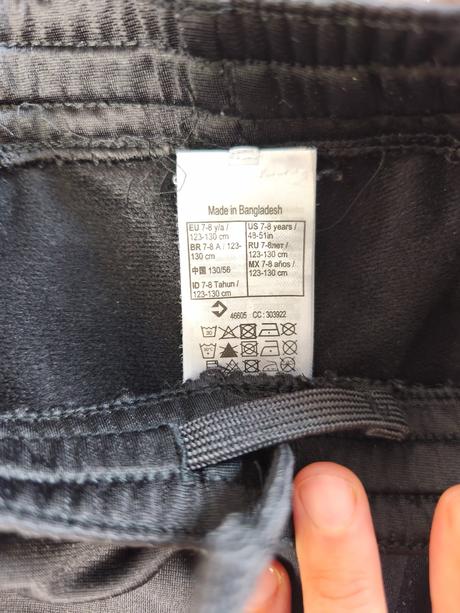 Made in Bangladesh
EU 7-8 y/a /
123-130 cm
BR 7-8 A : 123-
130 cm
中国 130/56
ID 7-8 Tahun /
123-130 cm
US 7-8 years /
48-51in
RU 7-8лет /
123-130 cm
MX 7-8 años /
123-130 cm
46605 CC: 303922